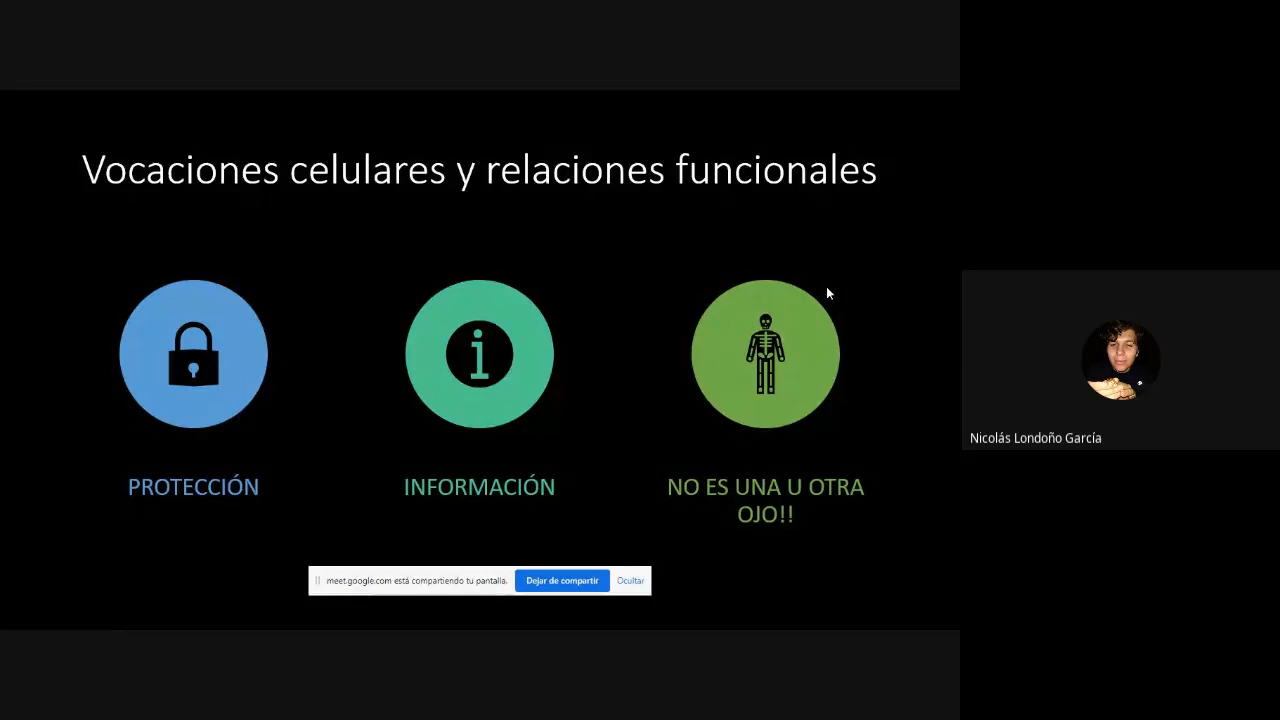 Vocaciones celulares y relaciones funcionales
PROTECCIÓN
INFORMACIÓN
NO ES UNA U OTRA
OJO!!
meet.google.com está compartiendo tu pantalla.
Dejar de compartir
Ocultar
Nicolás Londoño García